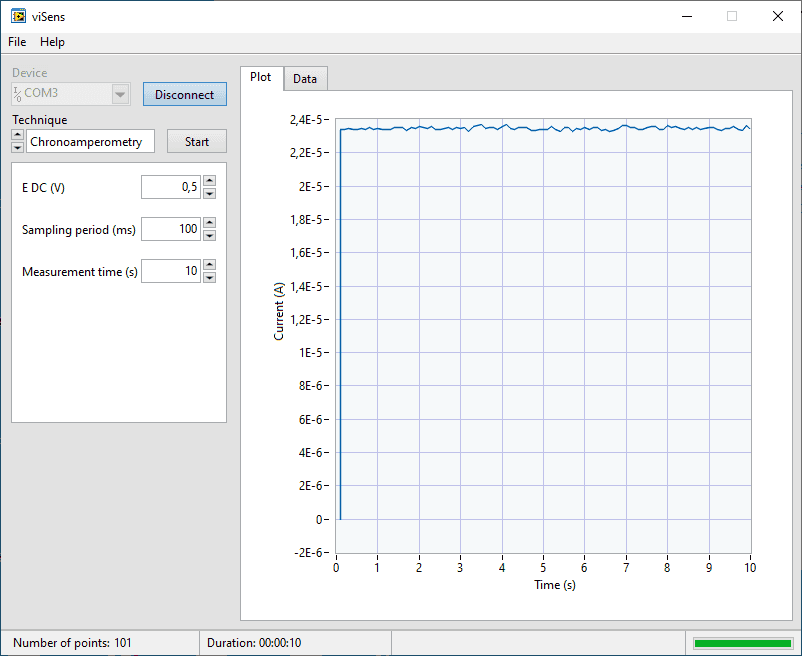 viSens
File Help
Device
COM3
Disconnect
Technique
Chronoamperometry
Start
E DC (V)
0,5
Sampling period (ms)
100
Measurement time (s)
10
Plot
Data
2,4E-5
2,2E-5
2E-5
1,8E-5
1,6E-5
1,4E-5
1,2E-5
1E-5
8E-6
6E-6
4E-6
2E-6
0
-2E-6
Current (A)
0 1 2 3 4 5 6 7 8 9 10
Time (s)
Number of points: 101
Duration: 00:00:10